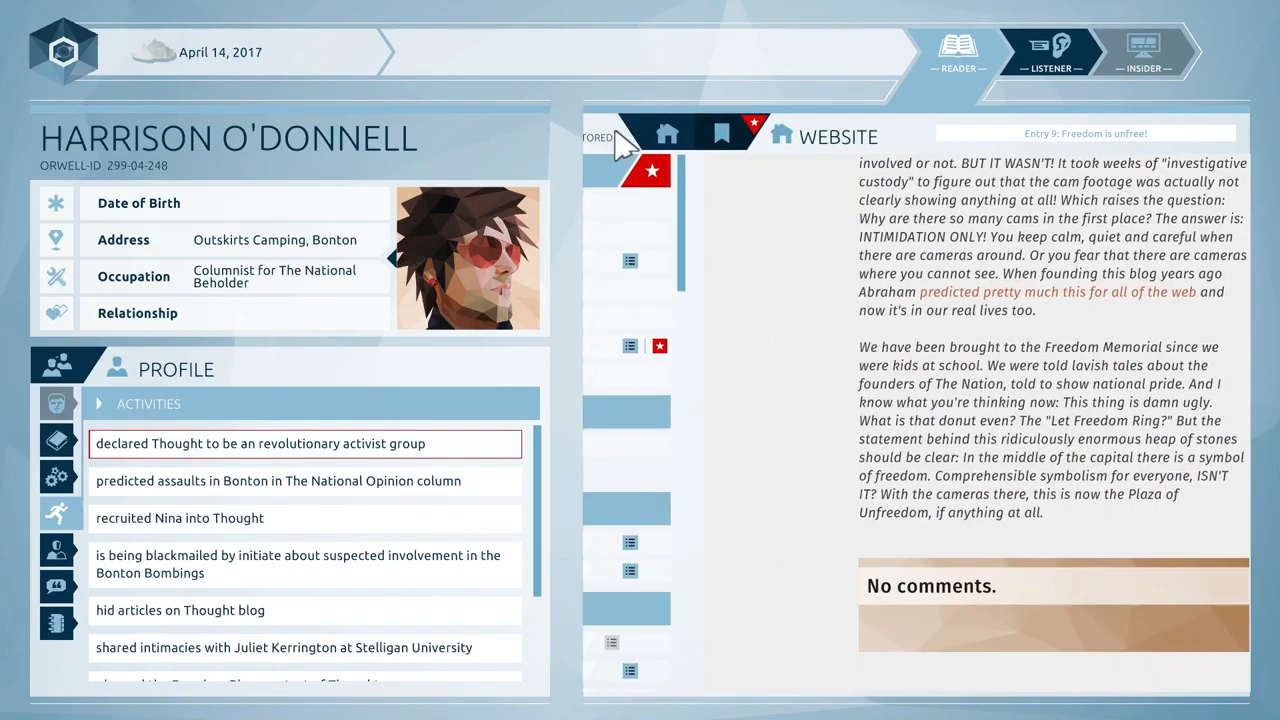 April 14, 2017
— READER —
— LISTENER —
— INSIDER —
HARRISON O'DONNELL
ORWELL-ID 299-04-248
Date of Birth
Address Outskirts Camping, Bonton
Occupation Columnist for The National
Beholder
Relationship
PROFILE
ACTIVITIES
declared Thought to be an revolutionary activist group
predicted assaults in Bonton in The National Opinion column
recruited Nina into Thought
is being blackmailed by initiate about suspected involvement in the
Bonton Bombings
hid articles on Thought blog
shared intimacies with Juliet Kerrington at Stelligan University
TORED
WEBSITE
Entry 9: Freedom is unfree!
involved or not. BUT IT WASN'T! It took weeks of "investigative
custody" to figure out that the cam footage was actually not
clearly showing anything at all! Which raises the question:
Why are there so many cams in the first place? The answer is:
INTIMIDATION ONLY! You keep calm, quiet and careful when
there are cameras around. Or you fear that there are cameras
where you cannot see. When founding this blog years ago
Abraham predicted pretty much this for all of the web and
now it's in our real lives too.
We have been brought to the Freedom Memorial since we
were kids at school. We were told lavish tales about the
founders of The Nation, told to show national pride. And I
know what you're thinking now: This thing is damn ugly.
What is that donut even? The "Let Freedom Ring?" But the
statement behind this ridiculously enormous heap of stones
should be clear: In the middle of the capital there is a symbol
of freedom. Comprehensible symbolism for everyone, ISN'T
IT? With the cameras there, this is now the Plaza of
Unfreedom, if anything at all.
No comments.